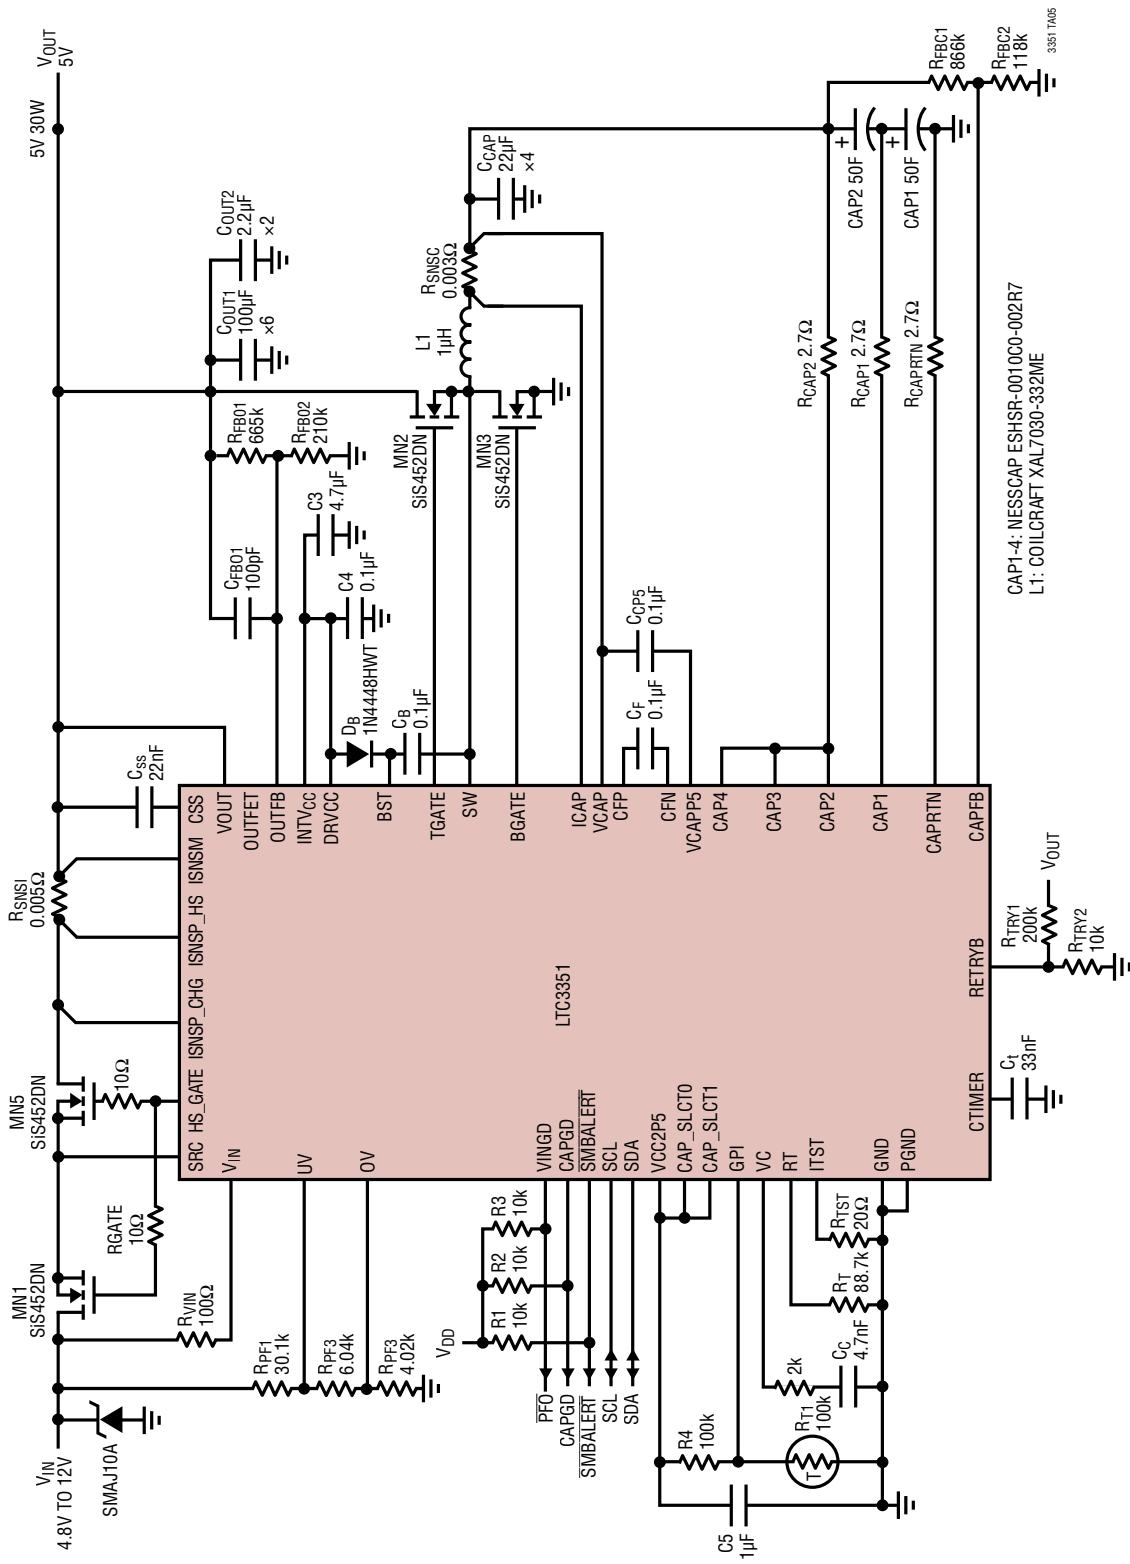 VIN
4.8V TO 12V
SMAJ10A
MN1
SiS452DN
RGATE
10Ω
RVIN
100Ω
MN5
SiS452DN
10Ω
RSNSI
0.005Ω
Css
22nF
5V 30W
VOUT
5V
RPF1
30.1k
RPF3
6.04k
RPF3
4.02k
VDD
R1
10k
R2
10k
R3
10k
PFO
CAPGD
SMBALERT
SCL
SDA
R4
100k
C5
1µF
T
RT1
100k
2k
CC
4.7nF
RT
88.7k
RTST
20Ω
SRC
HS_GATE
ISNSP_CHG
ISNSP_HS
ISNSM
CSS
VIN
UV
OV
VINGD
CAPGD
SMBALERT
SCL
SDA
VCC2P5
CAP_SLCT0
CAP_SLCT1
GPI
VC
RT
ITST
GND
PGND
LTC3351
CTIMER
RETRYB
Ct
33nF
RTRY1
200k
VOUT
RTRY2
10k
VOUT
OUTFET
OUTFB
INTVCC
DRVCC
BST
TGATE
SW
BGATE
ICAP
VCAP
CFP
CFN
VCAPP5
CAP4
CAP3
CAP2
CAP1
CAPRTN
CAPFB
CFBO1
100pF
RFBO1
665k
RFBO2
210k
COUT1
100µF
×6
COUT2
2.2µF
×2
C3
4.7µF
C4
0.1µF
DB
1N4448HWT
CB
0.1µF
MN2
SiS452DN
MN3
SiS452DN
L1
1µH
RSNSC
0.003Ω
CCAP
22µF
×4
CF
0.1µF
CCP5
0.1µF
RCAP2 2.7Ω
RCAP1 2.7Ω
RCAPRTN 2.7Ω
+
CAP2 50F
+
CAP1 50F
RFBC1
866k
RFBC2
118k
CAP1-4: NESSCAP ESHSR-0010C0-002R7
L1: COILCRAFT XAL7030-332ME
3351 TA05